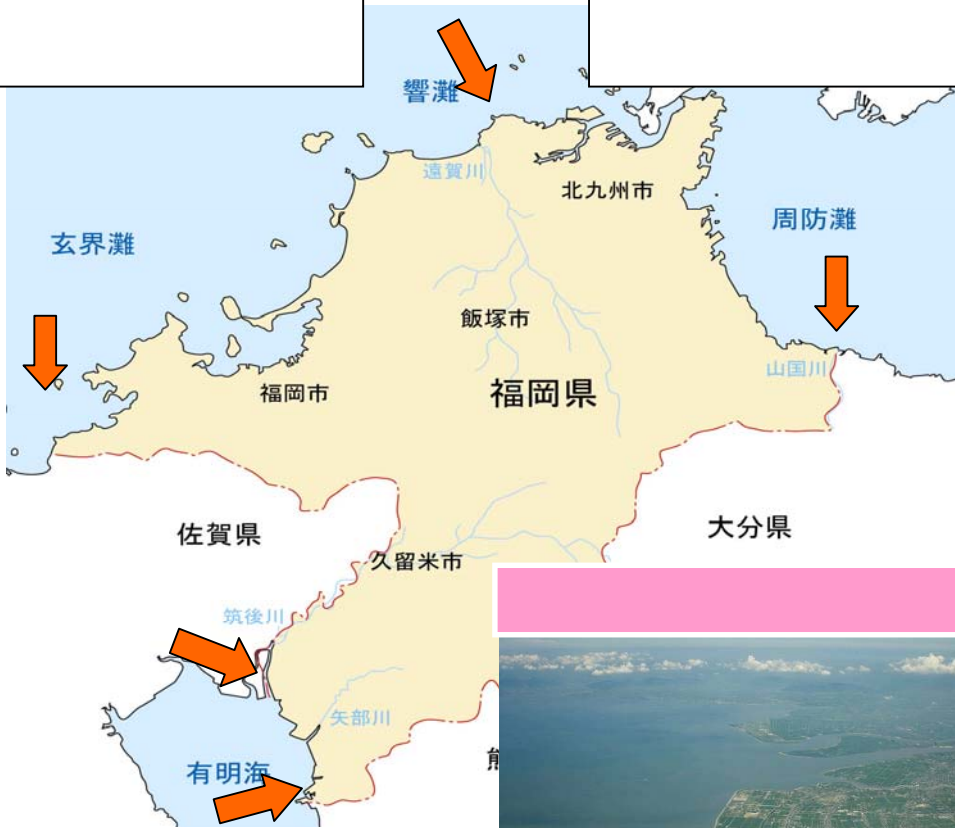 響灘
遠賀川
北九州市
周防灘
玄界灘
飯塚市
山国川
福岡市
福岡県
佐賀県
大分県
久留米市
筑後川
矢部川
有明海
熊